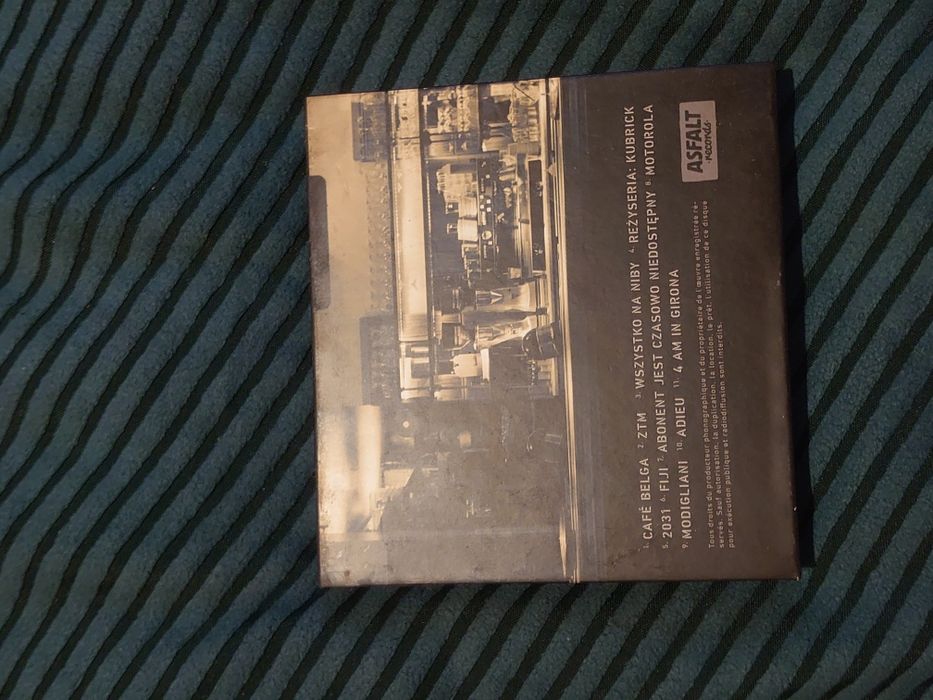 1. CAFÉ BELGA 2. ZTM 3. WSZYSTKO NA NIBY 4. REŻYSERIA: KUBRICK
5. 2031 6. FIJI 7. ABONENT JEST CZASOWO NIEDOSTĘPNY 8. MOTOROLA
9. MODIGLIANI 10. ADIEU 11. 4 AM IN GIRONA
Tous droits du producteur phonographique et du propriétaire de l'œuvre enregistrée ré-
servés. Sauf autorisation, la duplication, la location, le prêt, l'utilisation de ce disque
pour exécution publique et radiodiffusion sont interdits.
ASFALT
records